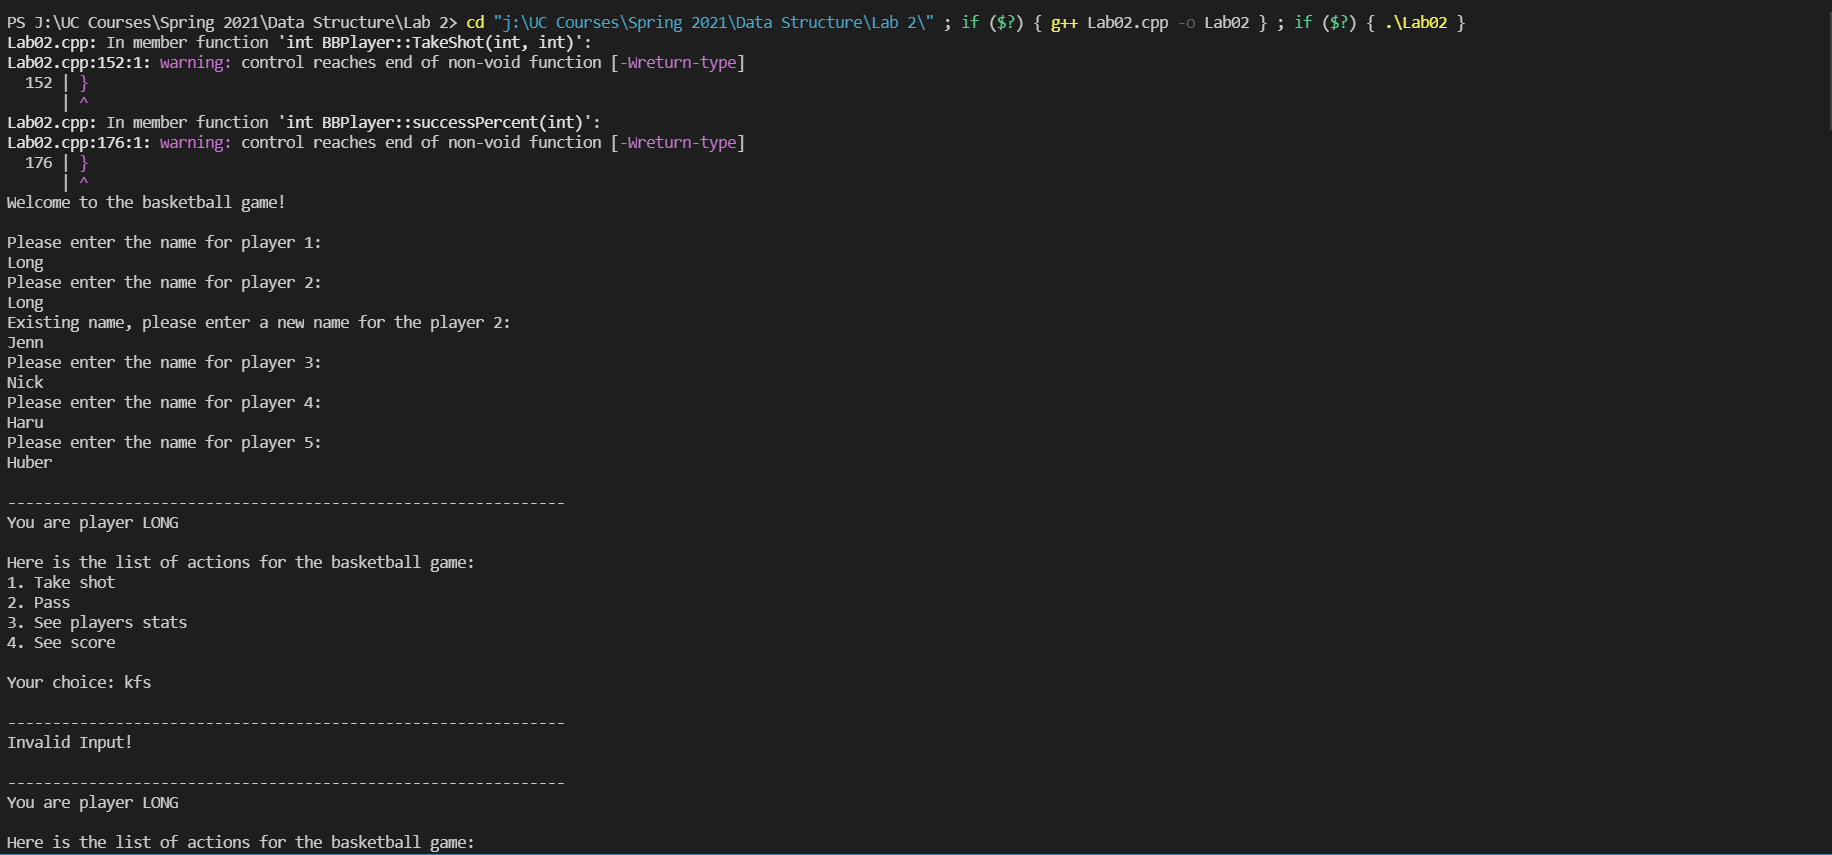 PS J:\UC Courses\Spring 2021\Data Structure\Lab 2> cd "j:\UC Courses\Spring 2021\Data Structure\Lab 2\" ; if ($?) { g++ Lab02.cpp -o Lab02 } ; if ($?) { .\Lab02 }
Lab02.cpp: In member function 'int BBPlayer::TakeShot(int, int)':
Lab02.cpp:152:1: warning: control reaches end of non-void function [-Wreturn-type]
  152 | }
      | ^
Lab02.cpp: In member function 'int BBPlayer::successPercent(int)':
Lab02.cpp:176:1: warning: control reaches end of non-void function [-Wreturn-type]
  176 | }
      | ^
Welcome to the basketball game!

Please enter the name for player 1:
Long
Please enter the name for player 2:
Long
Existing name, please enter a new name for the player 2:
Jenn
Please enter the name for player 3:
Nick
Please enter the name for player 4:
Haru
Please enter the name for player 5:
Huber

--------------------------------------------------------------
You are player LONG

Here is the list of actions for the basketball game:
1. Take shot
2. Pass
3. See players stats
4. See score

Your choice: kfs

--------------------------------------------------------------
Invalid Input!

--------------------------------------------------------------
You are player LONG

Here is the list of actions for the basketball game: